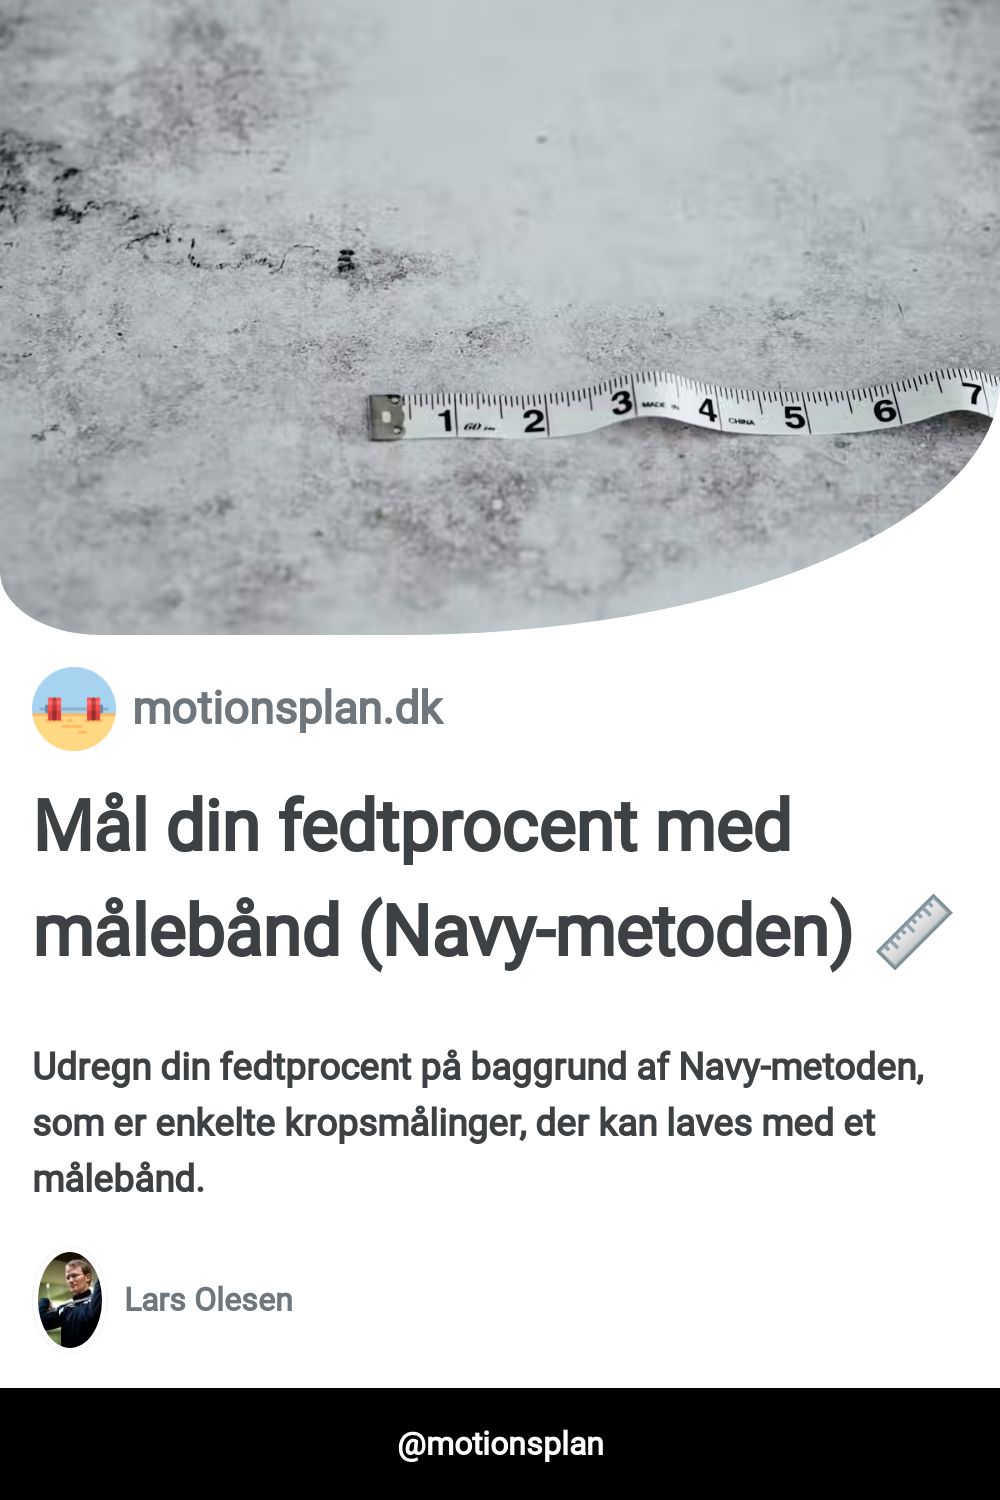 1 60 in 2 3 MADE IN 4 CHINA 5 6 7
motionsplan.dk
Mål din fedtprocent med
målebånd (Navy-metoden)
Udregn din fedtprocent på baggrund af Navy-metoden,
som er enkelte kropsmålinger, der kan laves med et
målebånd.
Lars Olesen
@motionsplan